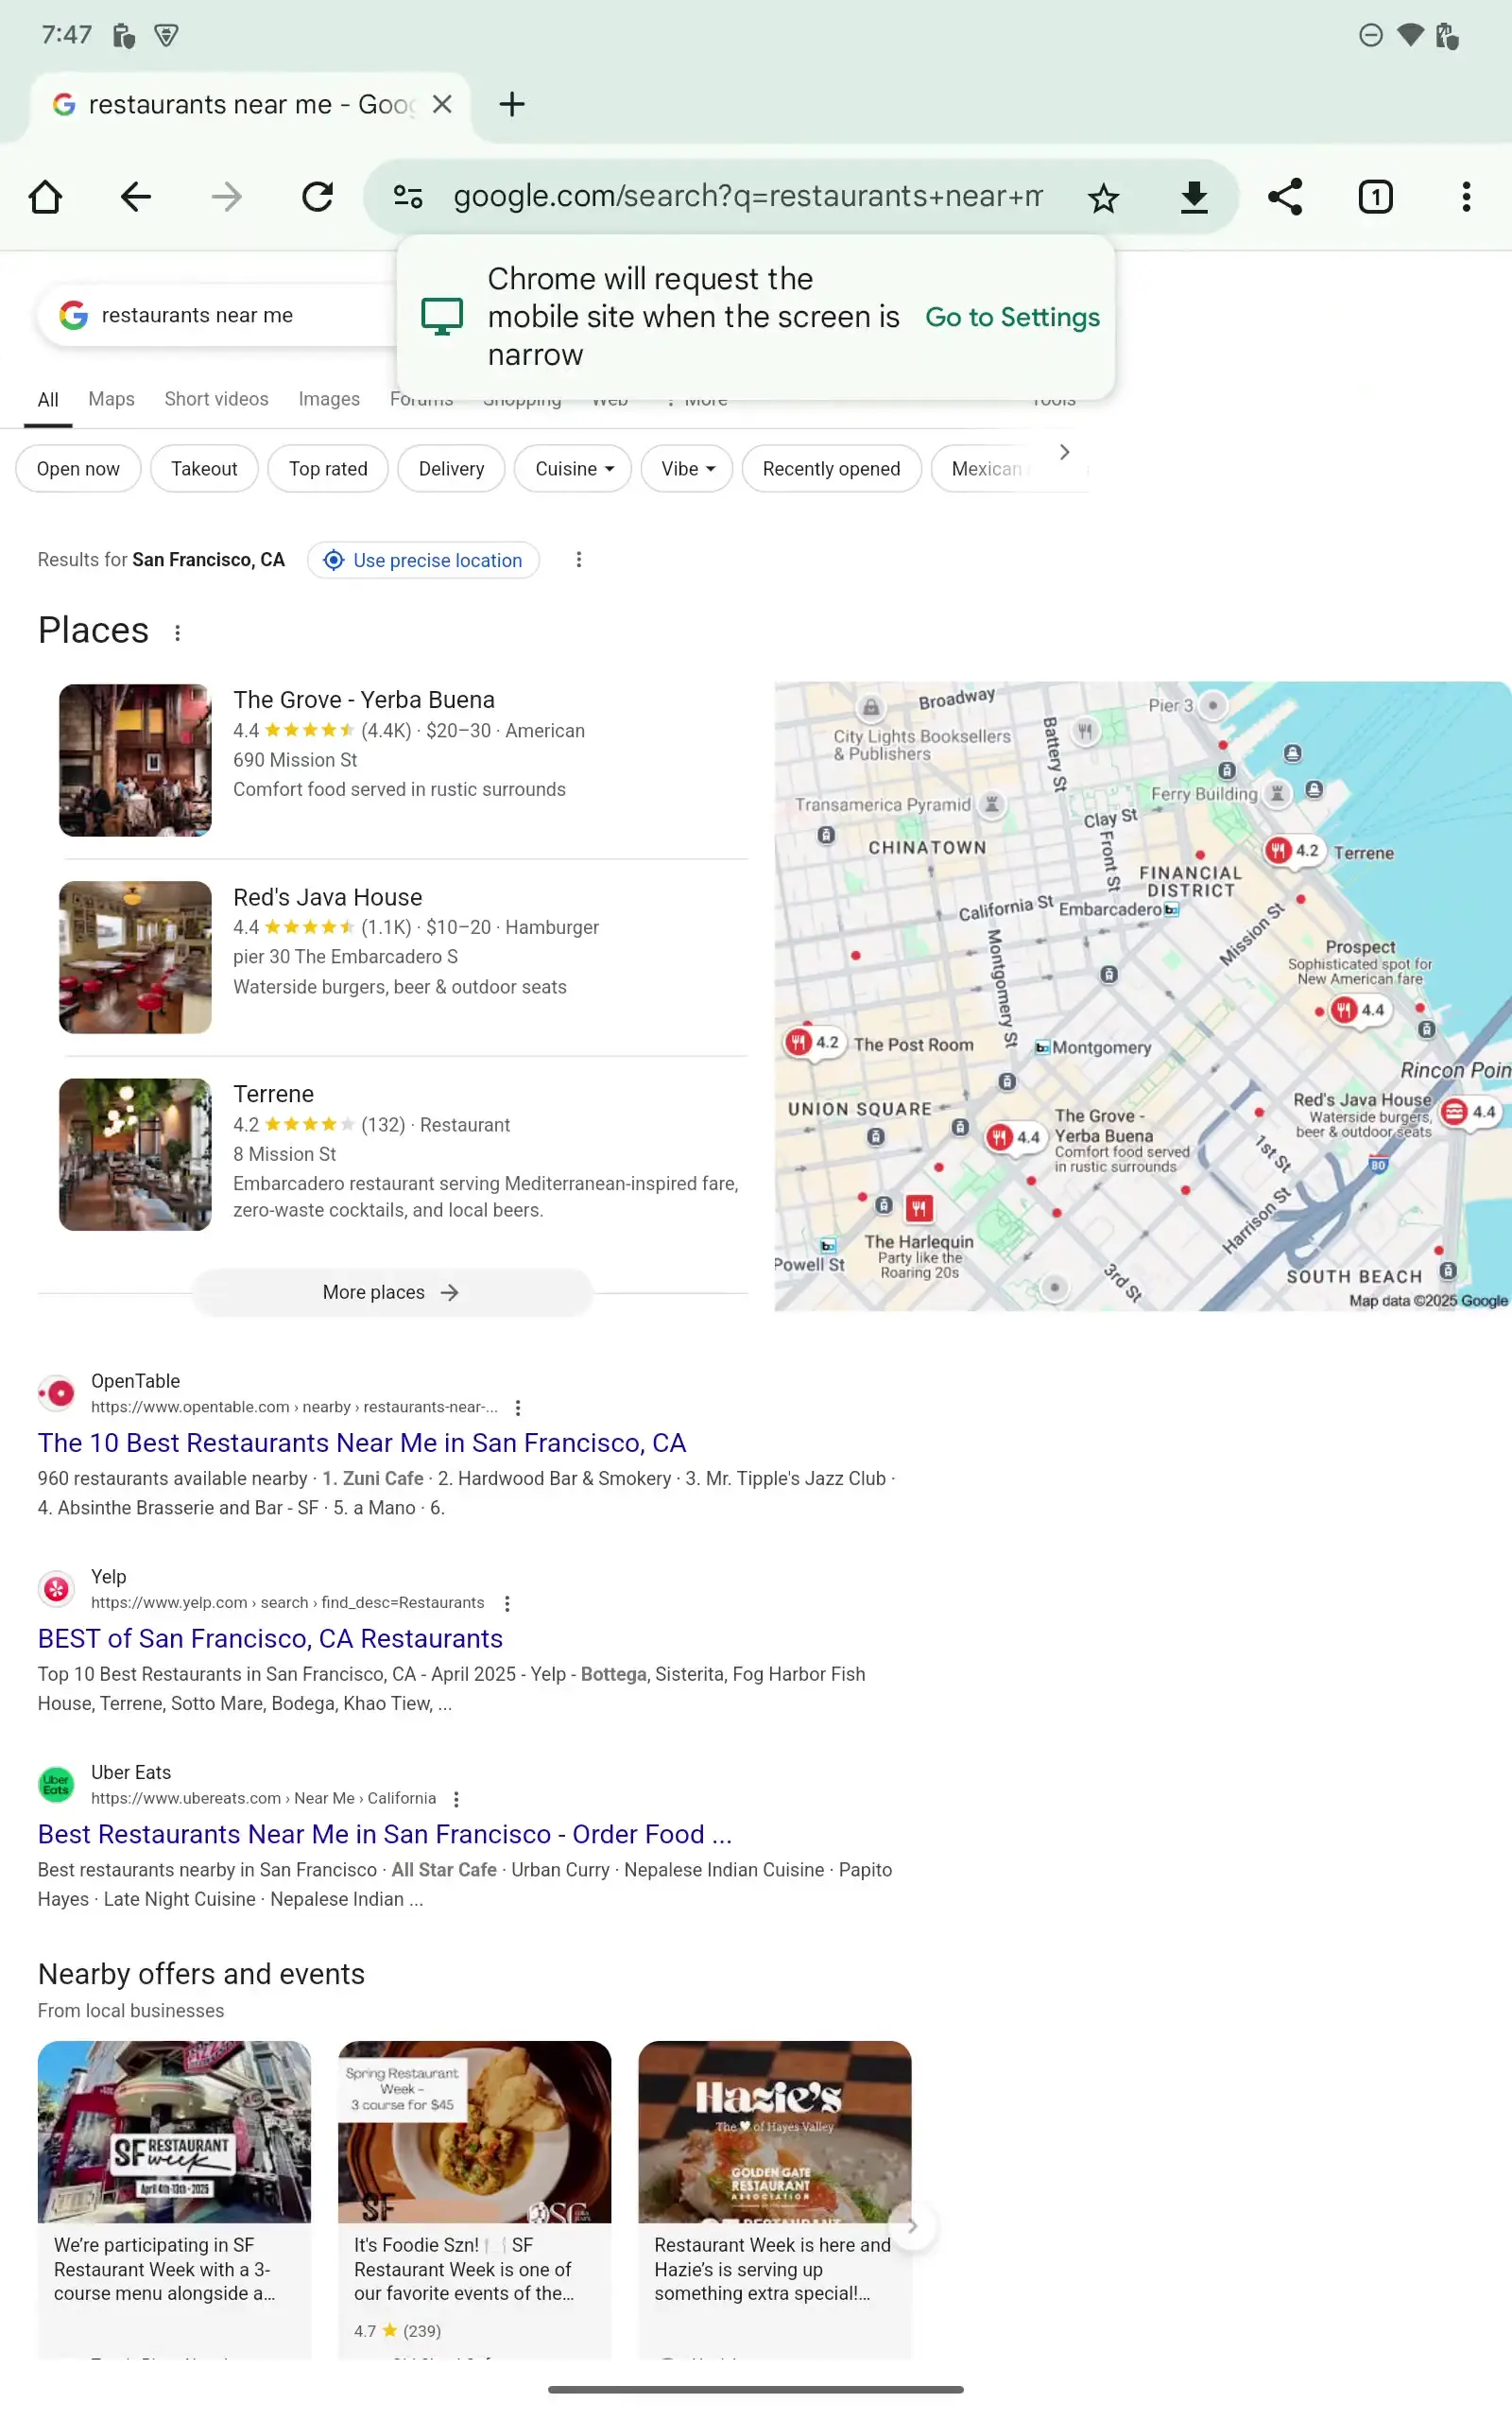 7:47
restaurants near me - Goog
google.com/search?q=restaurants+near+m
1
Chrome will request the
mobile site when the screen is
narrow
Go to Settings
restaurants near me
All Maps Short videos Images Forums Shopping Web More Tools
Open now Takeout Top rated Delivery Cuisine Vibe Recently opened Mexican
Results for San Francisco, CA Use precise location
Places
The Grove - Yerba Buena
4.4 (4.4K) · $20–30 · American
690 Mission St
Comfort food served in rustic surrounds
Red's Java House
4.4 (1.1K) · $10–20 · Hamburger
pier 30 The Embarcadero S
Waterside burgers, beer & outdoor seats
Terrene
4.2 (132) · Restaurant
8 Mission St
Embarcadero restaurant serving Mediterranean-inspired fare,
zero-waste cocktails, and local beers.
More places
Broadway
Pier 3
City Lights Booksellers
& Publishers
Battery St
Transamerica Pyramid
Ferry Building
Clay St
CHINATOWN
Front St
4.2 Terrene
FINANCIAL
DISTRICT
California St
Embarcadero
Mission St
Montgomery St
Prospect
Sophisticated spot for
New American fare
4.4
4.2 The Post Room
Montgomery
Rincon Poin
UNION SQUARE
Red's Java House
Waterside burgers,
beer & outdoor seats
4.4
4.4
The Grove -
Yerba Buena
Comfort food served
in rustic surrounds
1st St
80
Harrison St
The Harlequin
Party like the
Roaring 20s
Powell St
3rd St
SOUTH BEACH
Map data ©2025 Google
OpenTable
https://www.opentable.com › nearby › restaurants-near-...
The 10 Best Restaurants Near Me in San Francisco, CA
960 restaurants available nearby · 1. Zuni Cafe · 2. Hardwood Bar & Smokery · 3. Mr. Tipple's Jazz Club ·
4. Absinthe Brasserie and Bar - SF · 5. a Mano · 6.
Yelp
https://www.yelp.com › search › find_desc=Restaurants
BEST of San Francisco, CA Restaurants
Top 10 Best Restaurants in San Francisco, CA - April 2025 - Yelp - Bottega, Sisterita, Fog Harbor Fish
House, Terrene, Sotto Mare, Bodega, Khao Tiew, ...
Uber
Eats
Uber Eats
https://www.ubereats.com › Near Me › California
Best Restaurants Near Me in San Francisco - Order Food ...
Best restaurants nearby in San Francisco · All Star Cafe · Urban Curry · Nepalese Indian Cuisine · Papito
Hayes · Late Night Cuisine · Nepalese Indian ...
Nearby offers and events
From local businesses
SF RESTAURANT
week
April 4th-13th · 2025
We’re participating in SF
Restaurant Week with a 3-
course menu alongside a...
Spring Restaurant
Week –
3 course for $45
SF
It's Foodie Szn! SF
Restaurant Week is one of
our favorite events of the...
4.7 (239)
Hazie's
The of Hayes Valley
GOLDEN GATE
RESTAURANT
ASSOCIATION
Restaurant Week is here and
Hazie’s is serving up
something extra special!...